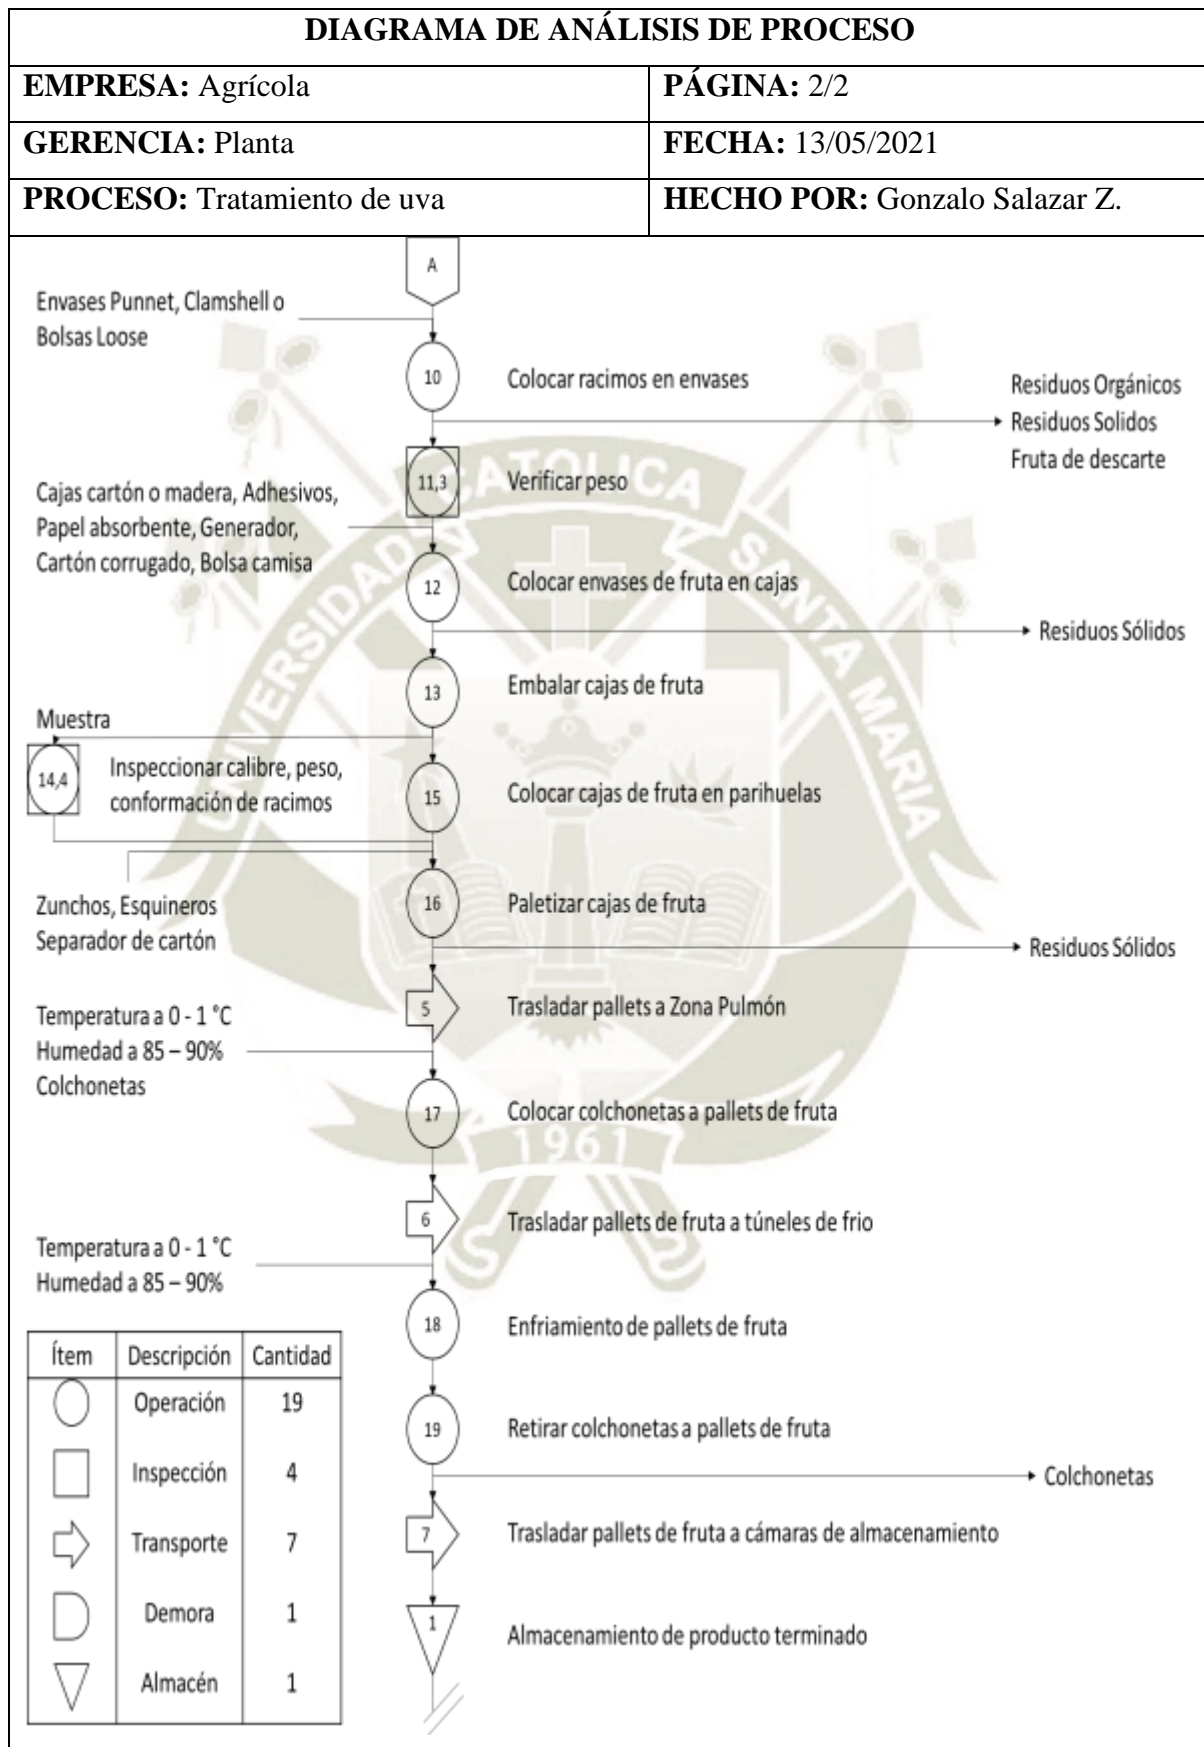 DIAGRAMA DE ANÁLISIS DE PROCESO
EMPRESA: Agrícola
PÁGINA: 2/2
GERENCIA: Planta
FECHA: 13/05/2021
PROCESO: Tratamiento de uva
HECHO POR: Gonzalo Salazar Z.
A
Envases Punnet, Clamshell o
Bolsas Loose
10
Colocar racimos en envases
Residuos Orgánicos
Residuos Solidos
Fruta de descarte
11,3
Verificar peso
Cajas cartón o madera, Adhesivos,
Papel absorbente, Generador,
Cartón corrugado, Bolsa camisa
12
Colocar envases de fruta en cajas
Residuos Sólidos
13
Embalar cajas de fruta
Muestra
14,4
Inspeccionar calibre, peso,
conformación de racimos
15
Colocar cajas de fruta en parihuelas
16
Paletizar cajas de fruta
Zunchos, Esquineros
Separador de cartón
Residuos Sólidos
5
Trasladar pallets a Zona Pulmón
Temperatura a 0 - 1 °C
Humedad a 85 – 90%
Colchonetas
17
Colocar colchonetas a pallets de fruta
6
Trasladar pallets de fruta a túneles de frio
Temperatura a 0 - 1 °C
Humedad a 85 – 90%
18
Enfriamiento de pallets de fruta
19
Retirar colchonetas a pallets de fruta
Colchonetas
7
Trasladar pallets de fruta a cámaras de almacenamiento
1
Almacenamiento de producto terminado
Ítem Descripción Cantidad
Operación 19
Inspección 4
Transporte 7
Demora 1
Almacén 1
UNIVERSIDAD CATOLICA SANTA MARIA
1961